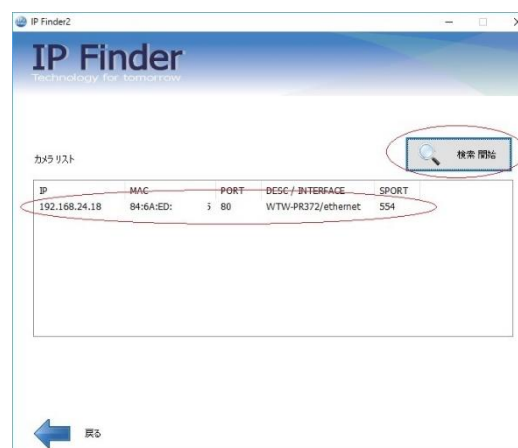 IP Finder2
IP Finder
Technology for tomorrow
検索 開始
カメラ リスト
IP MAC PORT DESC / INTERFACE SPORT
192.168.24.18 84:6A:ED: 5 80 WTW-PR372/ethernet 554
戻る